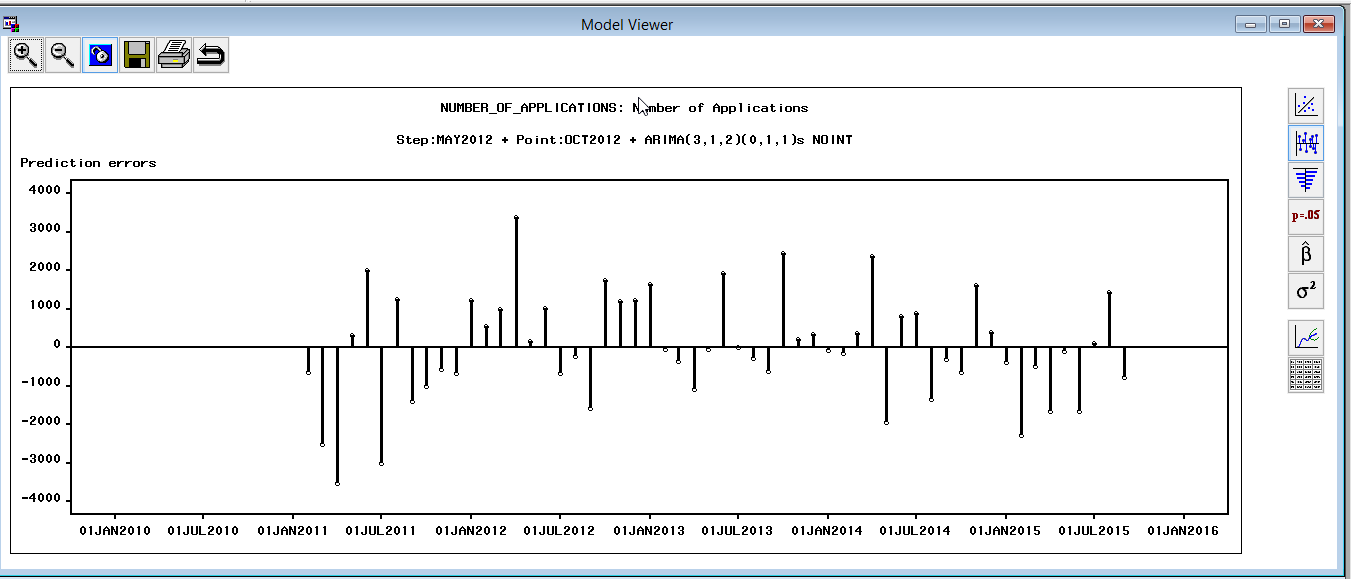 Model Viewer
NUMBER_OF_APPLICATIONS: Number of Applications
Step:MAY2012 + Point:OCT2012 + ARIMA(3,1,2)(0,1,1)s NOINT
Prediction errors
4000
3000
2000
1000
0
-1000
-2000
-3000
-4000
01JAN2010 01JUL2010 01JAN2011 01JUL2011 01JAN2012 01JUL2012 01JAN2013 01JUL2013 01JAN2014 01JUL2014 01JAN2015 01JUL2015 01JAN2016
p=.05
β̂
σ²